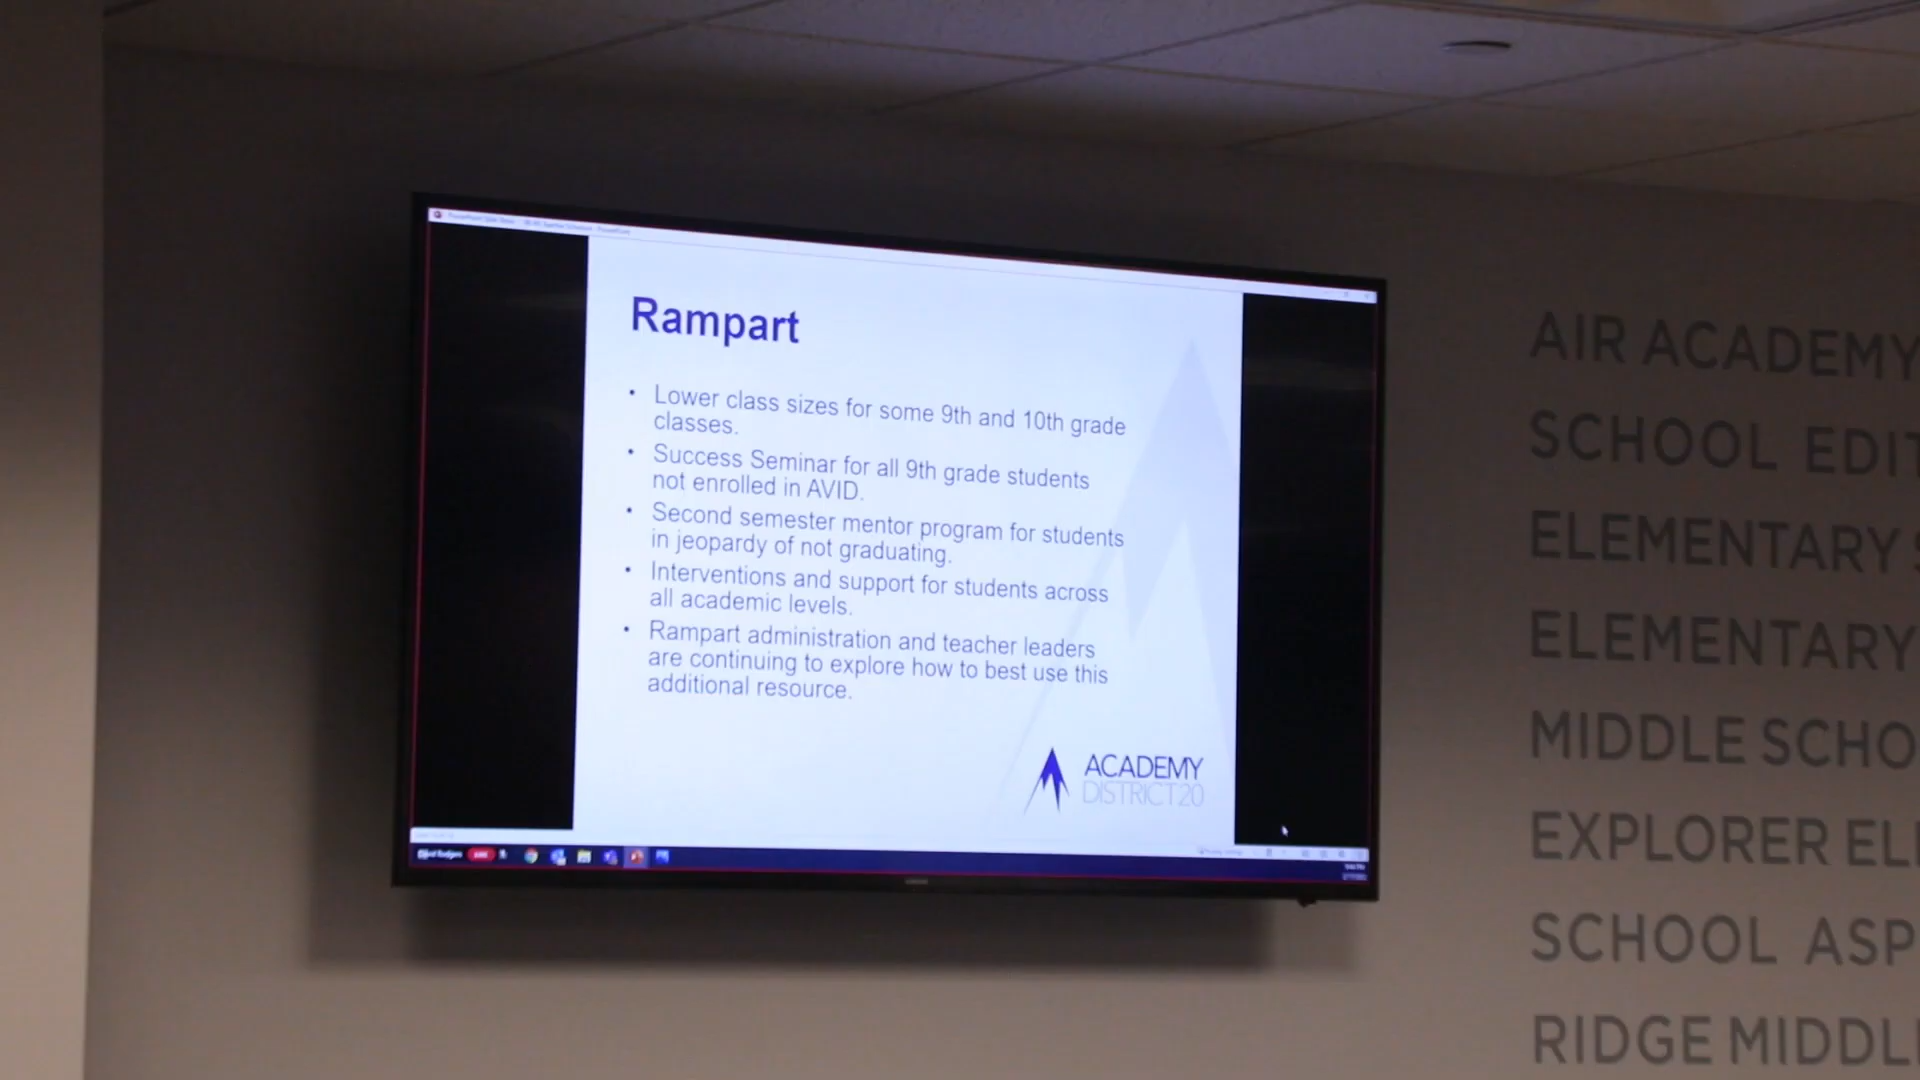 Rampart
• Lower class sizes for some 9th and 10th grade
classes.
• Success Seminar for all 9th grade students
not enrolled in AVID.
• Second semester mentor program for students
in jeopardy of not graduating.
• Interventions and support for students across
all academic levels.
• Rampart administration and teacher leaders
are continuing to explore how to best use this
additional resource.
ACADEMY
DISTRICT 20
AIR ACADEMY
SCHOOL EDIT
ELEMENTARY S
ELEMENTARY
MIDDLE SCHO
EXPLORER EL
SCHOOL ASP
RIDGE MIDDL